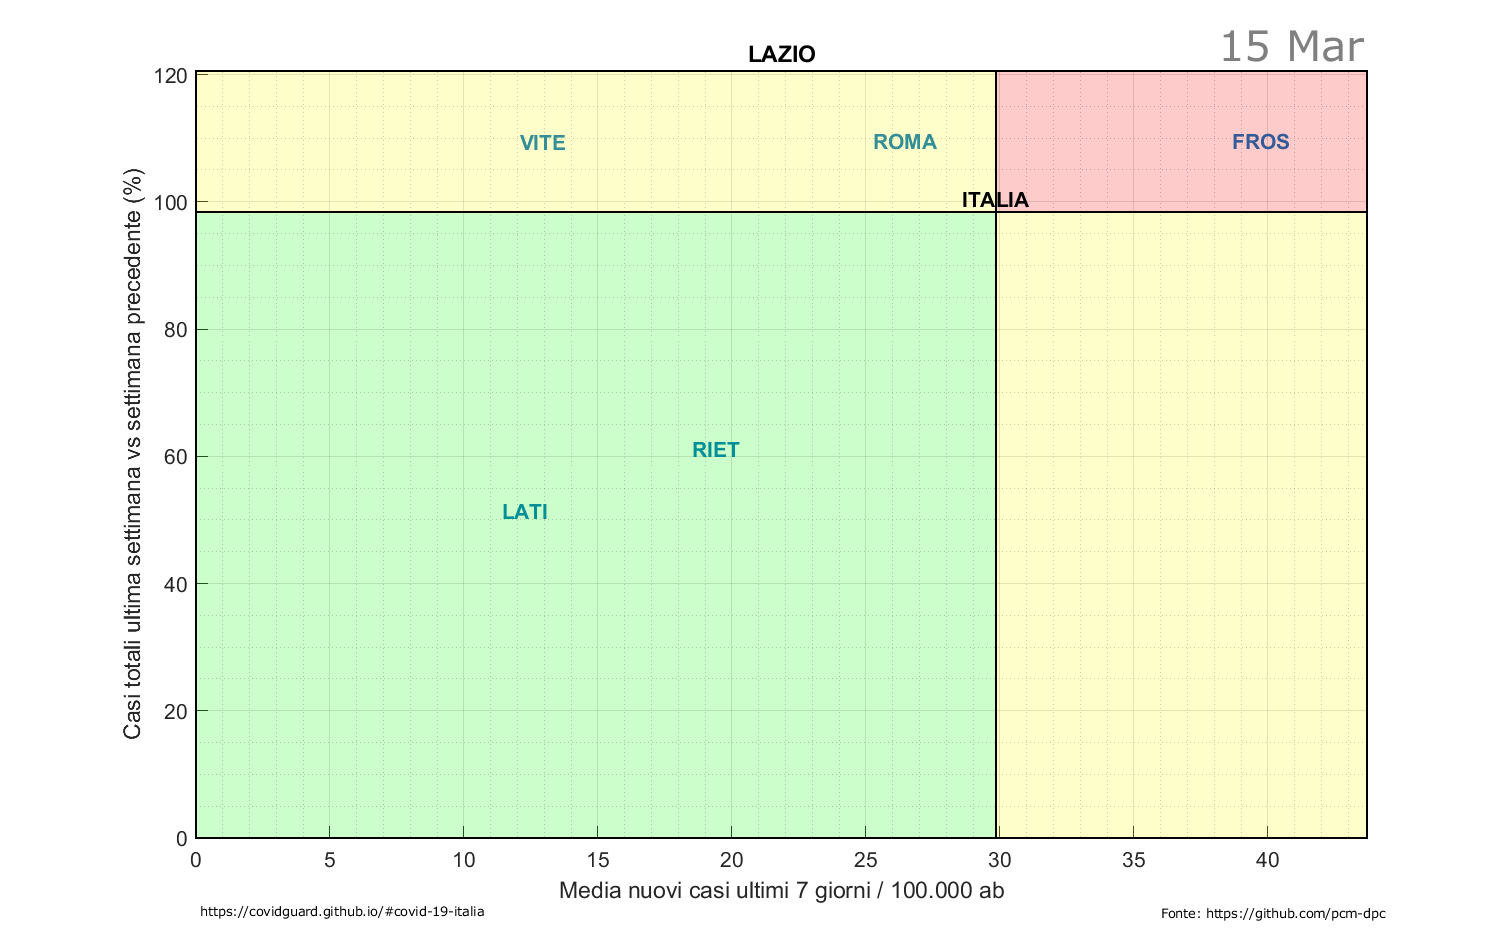 15 Mar
LAZIO
120
VITE
ROMA
FROS
100
ITALIA
80
60
RIET
LATI
40
20
0
Casi totali ultima settimana vs settimana precedente (%)
0 5 10 15 20 25 30 35 40
Media nuovi casi ultimi 7 giorni / 100.000 ab
https://covidguard.github.io/#covid-19-italia
Fonte: https://github.com/pcm-dpc